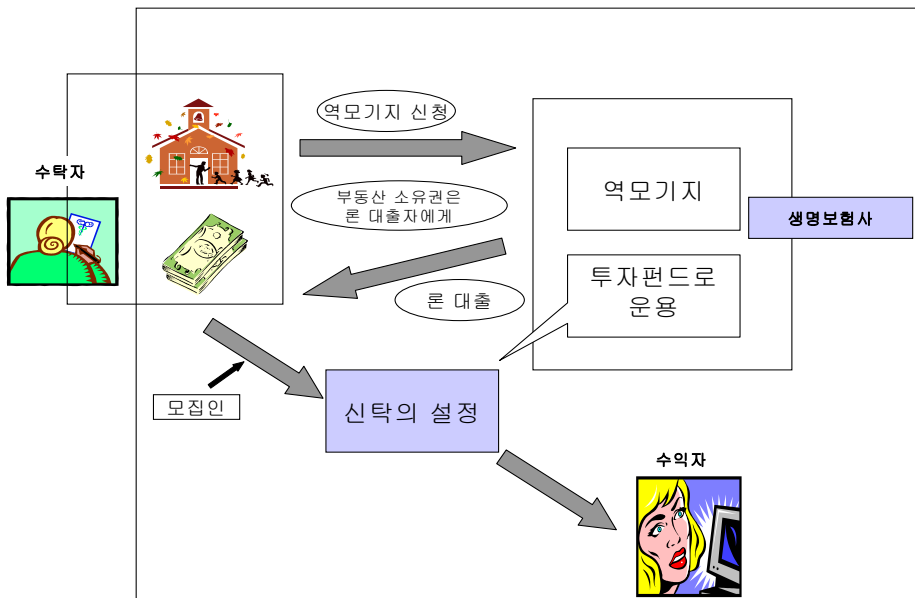 역모기지 신청
수탁자
부동산 소유권은
론 대출자에게
역모기지
생명보험사
론 대출
투자펀드로
운용
모집인
신탁의 설정
수익자